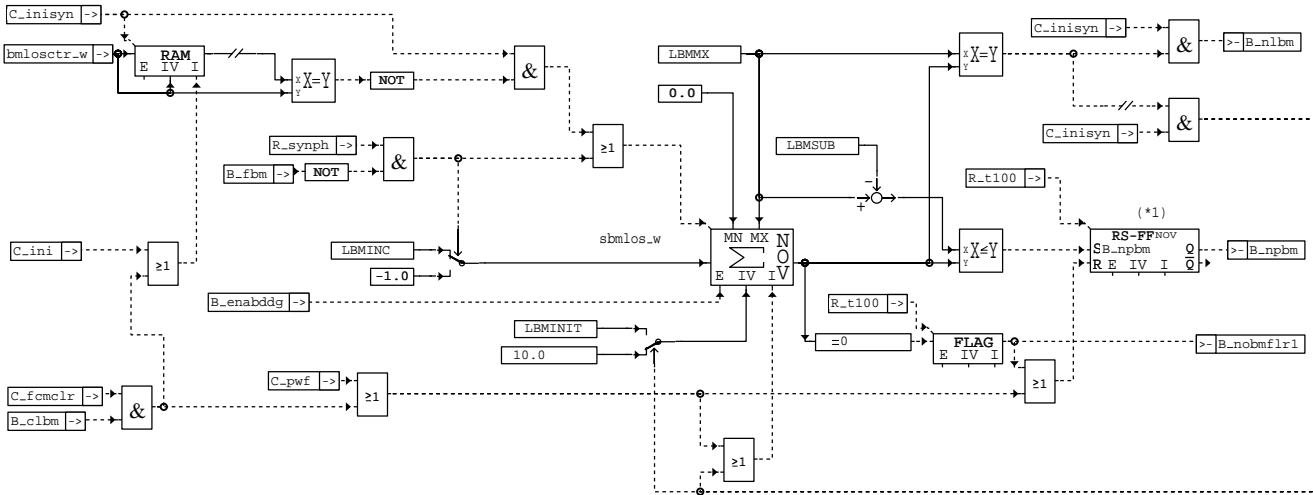 C_inisyn ->
C_inisyn ->
bmlosctr_w ->
RAM
E IV I
X
Y
X=Y
NOT
&
LBMMX
X
Y
X=Y
&
>- B_nlbm
0.0
C_inisyn ->
&
R_synph ->
B_fbm ->
NOT
&
≥1
LBMSUB
-
+
R_t100 ->
(*1)
C_ini ->
≥1
LBMINC
-1.0
sbmlos_w
MN MX
NOV
E IV I
X
Y
X≤Y
RS-FF NOV
S B_npbm Q
R E IV I Q
>- B_npbm
B_enabddg ->
R_t100 ->
LBMINIT
10.0
=0
FLAG
E IV I
>- B_nobmflr1
C_fcmclr ->
B_clbm ->
&
C_pwf ->
≥1
≥1
≥1